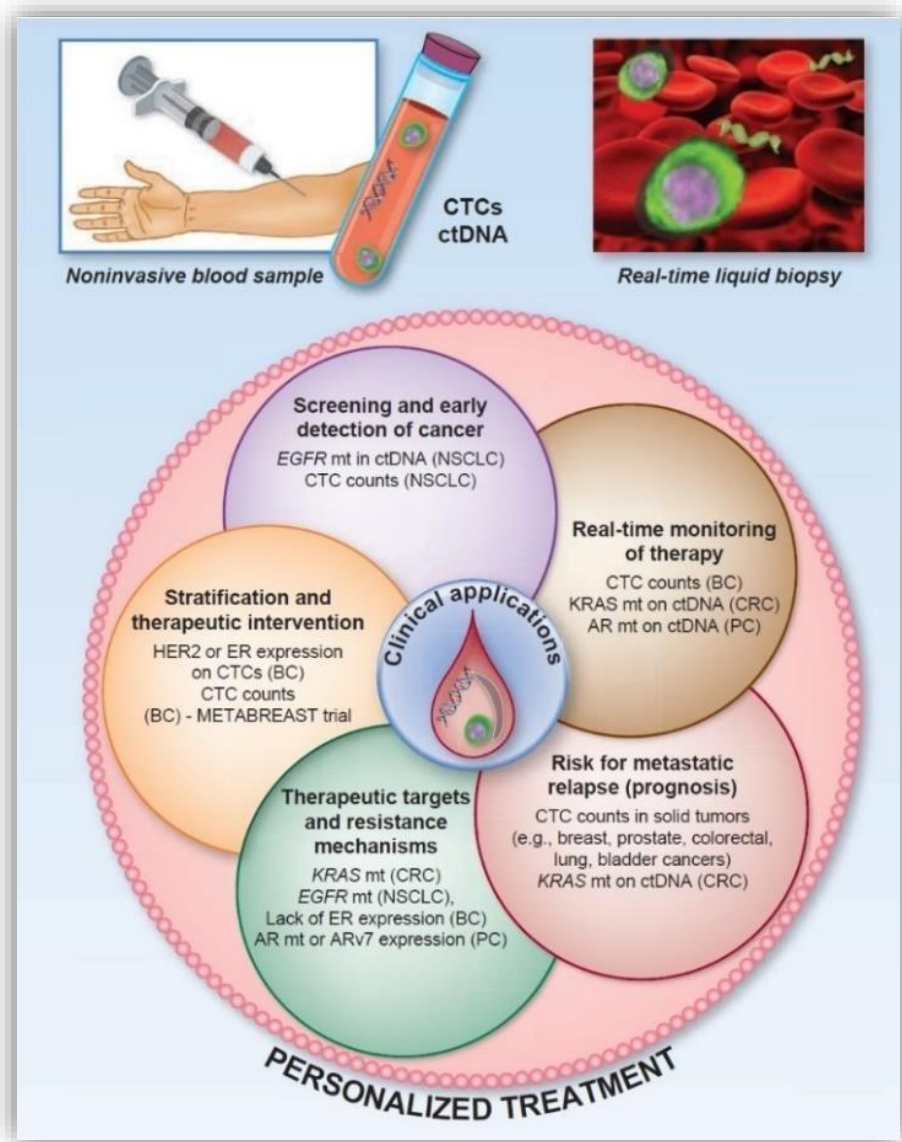 CTCs
ctDNA
Noninvasive blood sample
Real-time liquid biopsy
Screening and early
detection of cancer
EGFR mt in ctDNA (NSCLC)
CTC counts (NSCLC)
Real-time monitoring
of therapy
CTC counts (BC)
KRAS mt on ctDNA (CRC)
AR mt on ctDNA (PC)
Stratification and
therapeutic intervention
HER2 or ER expression
on CTCs (BC)
CTC counts
(BC) - METABREAST trial
Clinical applications
Risk for metastatic
relapse (prognosis)
CTC counts in solid tumors
(e.g., breast, prostate, colorectal,
lung, bladder cancers)
KRAS mt on ctDNA (CRC)
Therapeutic targets
and resistance
mechanisms
KRAS mt (CRC)
EGFR mt (NSCLC),
Lack of ER expression (BC)
AR mt or ARv7 expression (PC)
PERSONALIZED TREATMENT